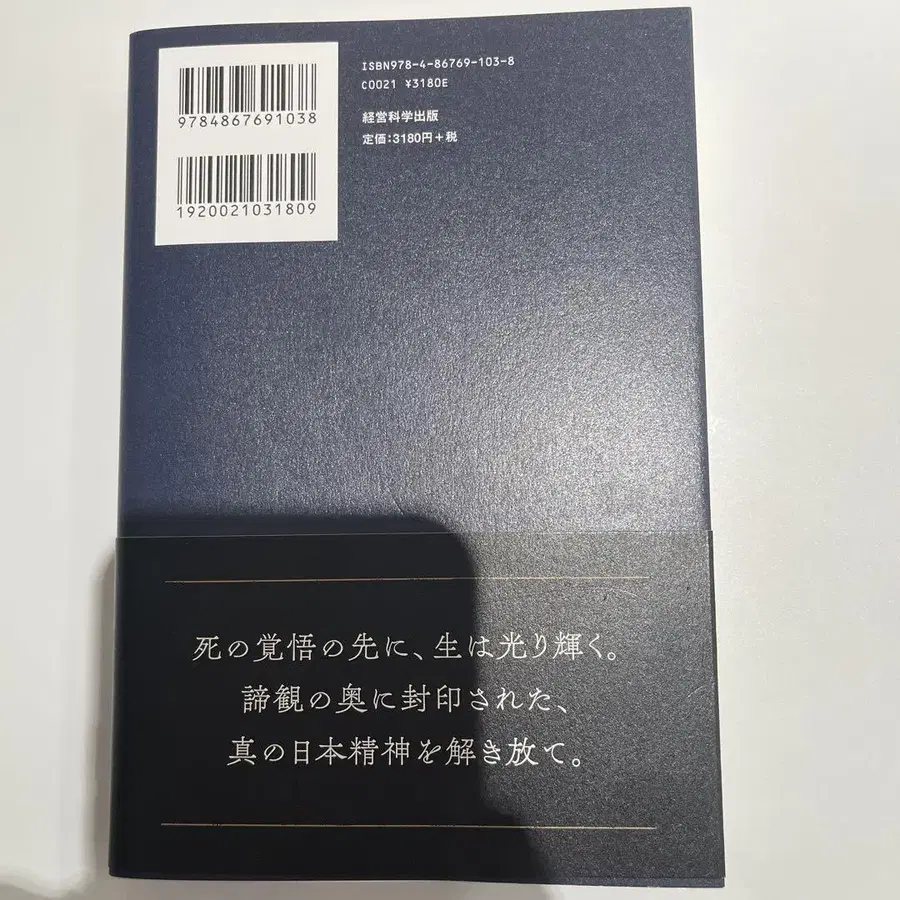 ISBN978-4-86769-103-8
C0021 ¥3180E
経営科学出版
定価:3180円+税
9784867691038
1920021031809
死の覚悟の先に、生は光り輝く。
諦観の奥に封印された、
真の日本精神を解き放て。